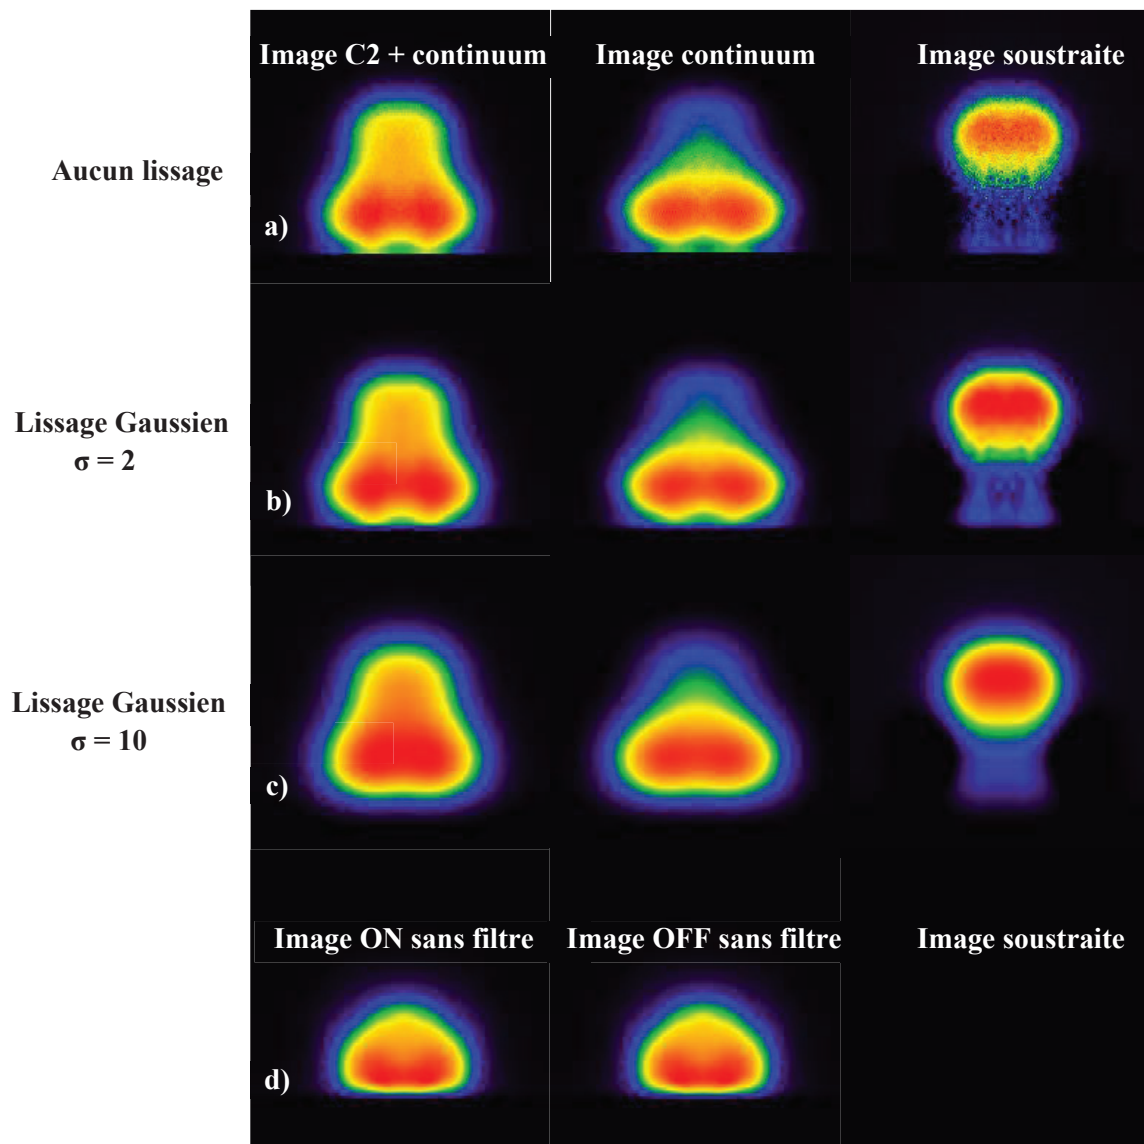 Image C2 + continuum Image continuum Image soustraite
Aucun lissage
a)
Lissage Gaussien
σ = 2
b)
Lissage Gaussien
σ = 10
c)
Image ON sans filtre Image OFF sans filtre Image soustraite
d)